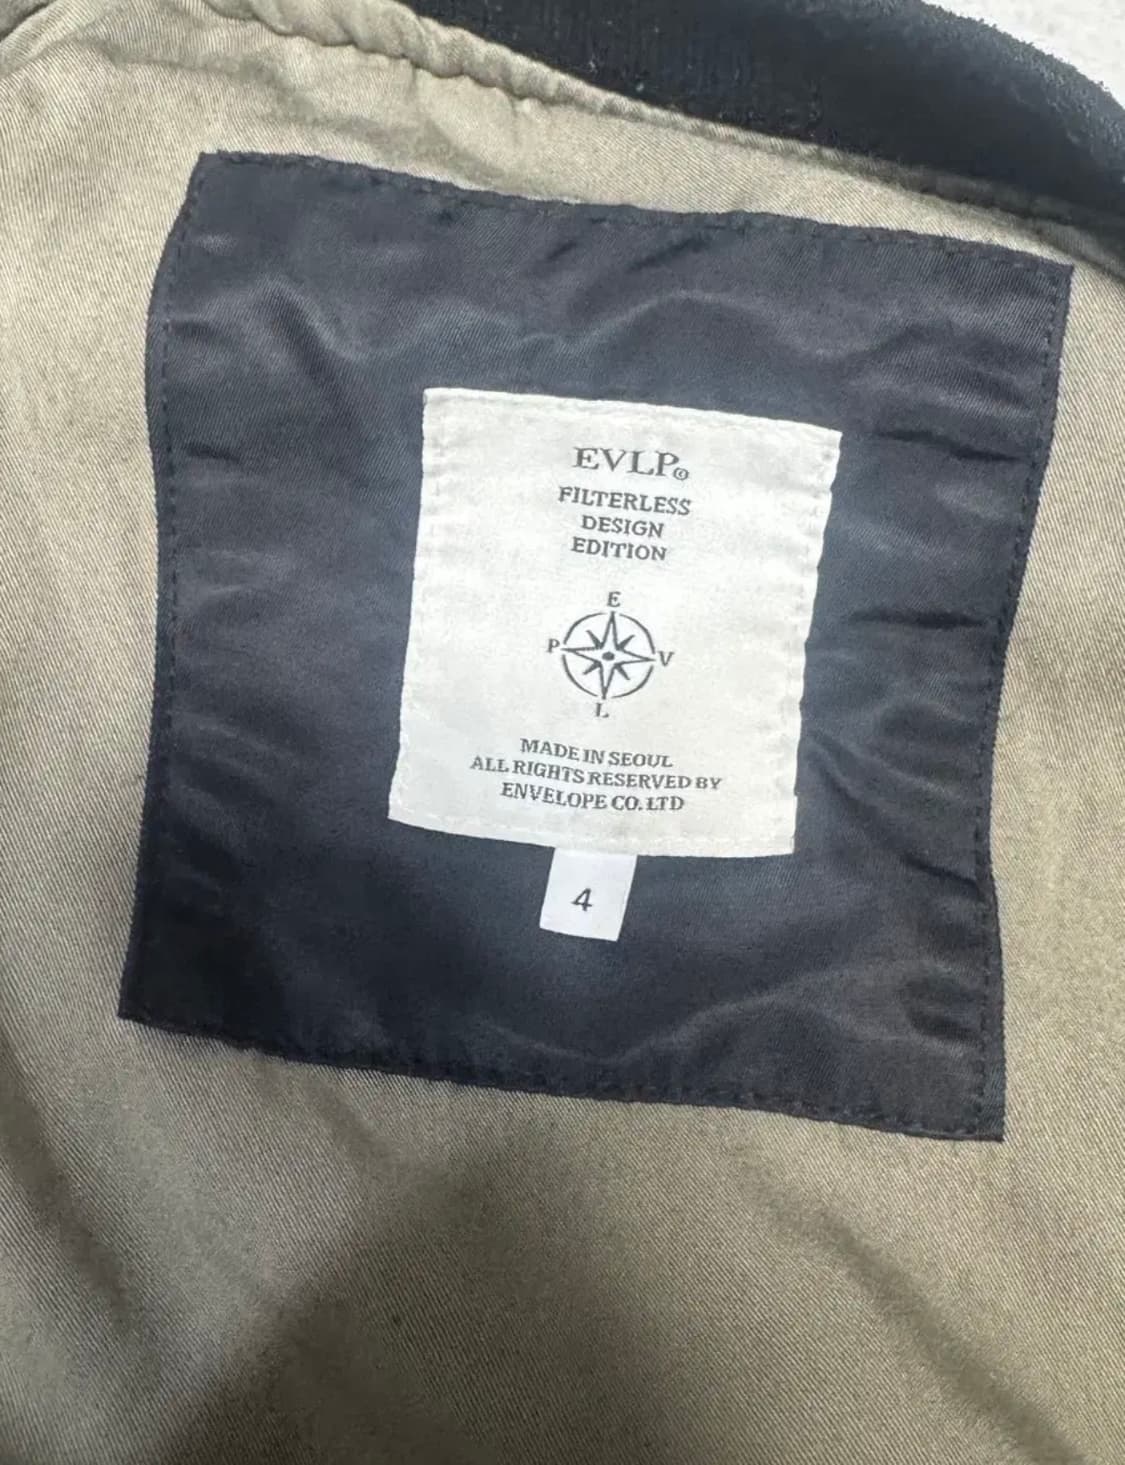 EVLP©
FILTERLESS
DESIGN
EDITION
E
P V
L
MADE IN SEOUL
ALL RIGHTS RESERVED BY
ENVELOPE CO.LTD
4